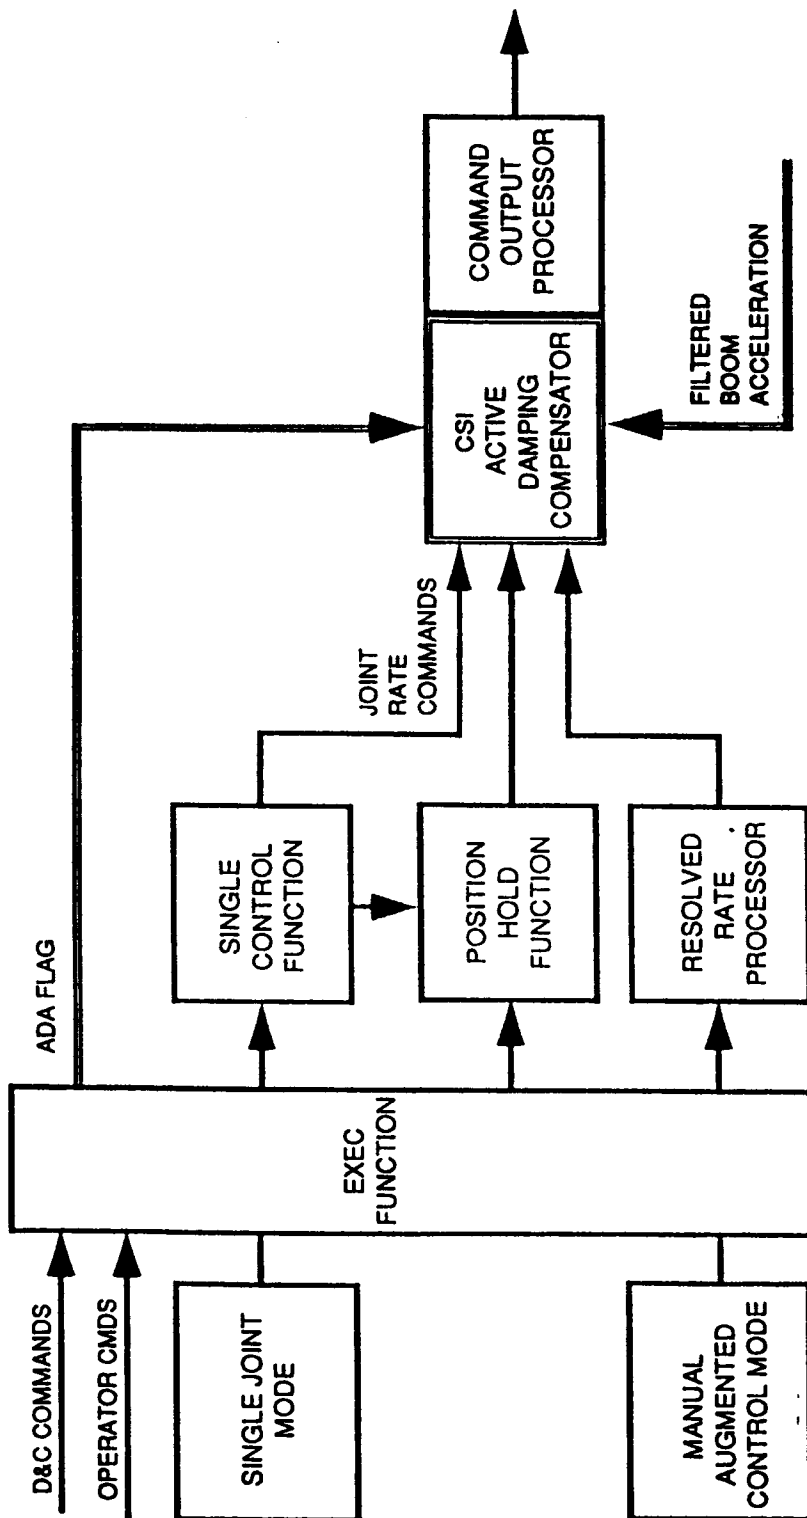 D&C COMMANDS
OPERATOR CMDS
SINGLE JOINT
MODE
MANUAL
AUGMENTED
CONTROL MODE
EXEC
FUNCTION
ADA FLAG
SINGLE
CONTROL
FUNCTION
POSITION
HOLD
FUNCTION
RESOLVED
RATE
PROCESSOR
JOINT
RATE
COMMANDS
CSI
ACTIVE
DAMPING
COMPENSATOR
COMMAND
OUTPUT
PROCESSOR
FILTERED
BOOM
ACCELERATION